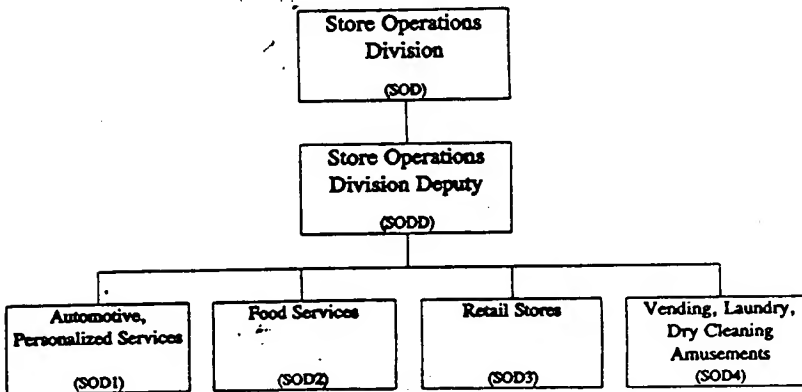 Store Operations
Division
(SOD)
Store Operations
Division Deputy
(SODD)
Automotive,
Personalized Services
(SOD1)
Food Services
(SOD2)
Retail Stores
(SOD3)
Vending, Laundry,
Dry Cleaning
Amusements
(SOD4)